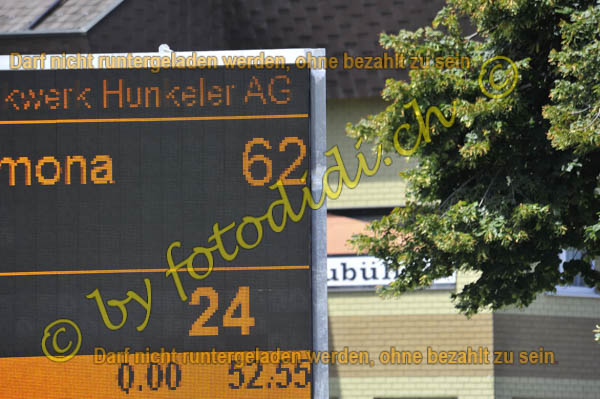 Darf nicht runtergeladen werden, ohne bezahlt zu sein.
kwerk Hunkeler AG
mona 62
© by fotodidi.ch ©
24
Darf nicht runtergeladen werden, ohne bezahlt zu sein.
0.00 52.55